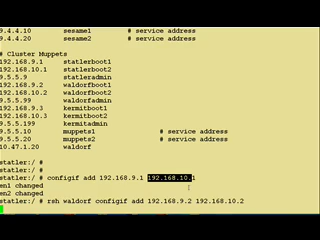 9.4.4.10 sesame1 # service address
9.4.4.20 sesame2 # service address
# Cluster Muppets
192.168.9.1 statlerboot1
192.168.10.1 statlerboot2
9.5.5.9 statleradmin
192.168.9.2 waldorfboot1
192.168.10.2 waldorfboot2
9.5.5.99 waldorfadmin
192.168.9.3 kermitboot1
192.168.10.3 kermitboot2
9.5.5.199 kermitadmin
9.5.5.10 muppets1 # service address
9.5.5.20 muppets2 # service address
10.47.1.20 waldorf
statler:/ #
statler:/ #
statler:/ # configif add 192.168.9.1 192.168.10.1
en1 changed
en2 changed
statler:/ # rsh waldorf configif add 192.168.9.2 192.168.10.2